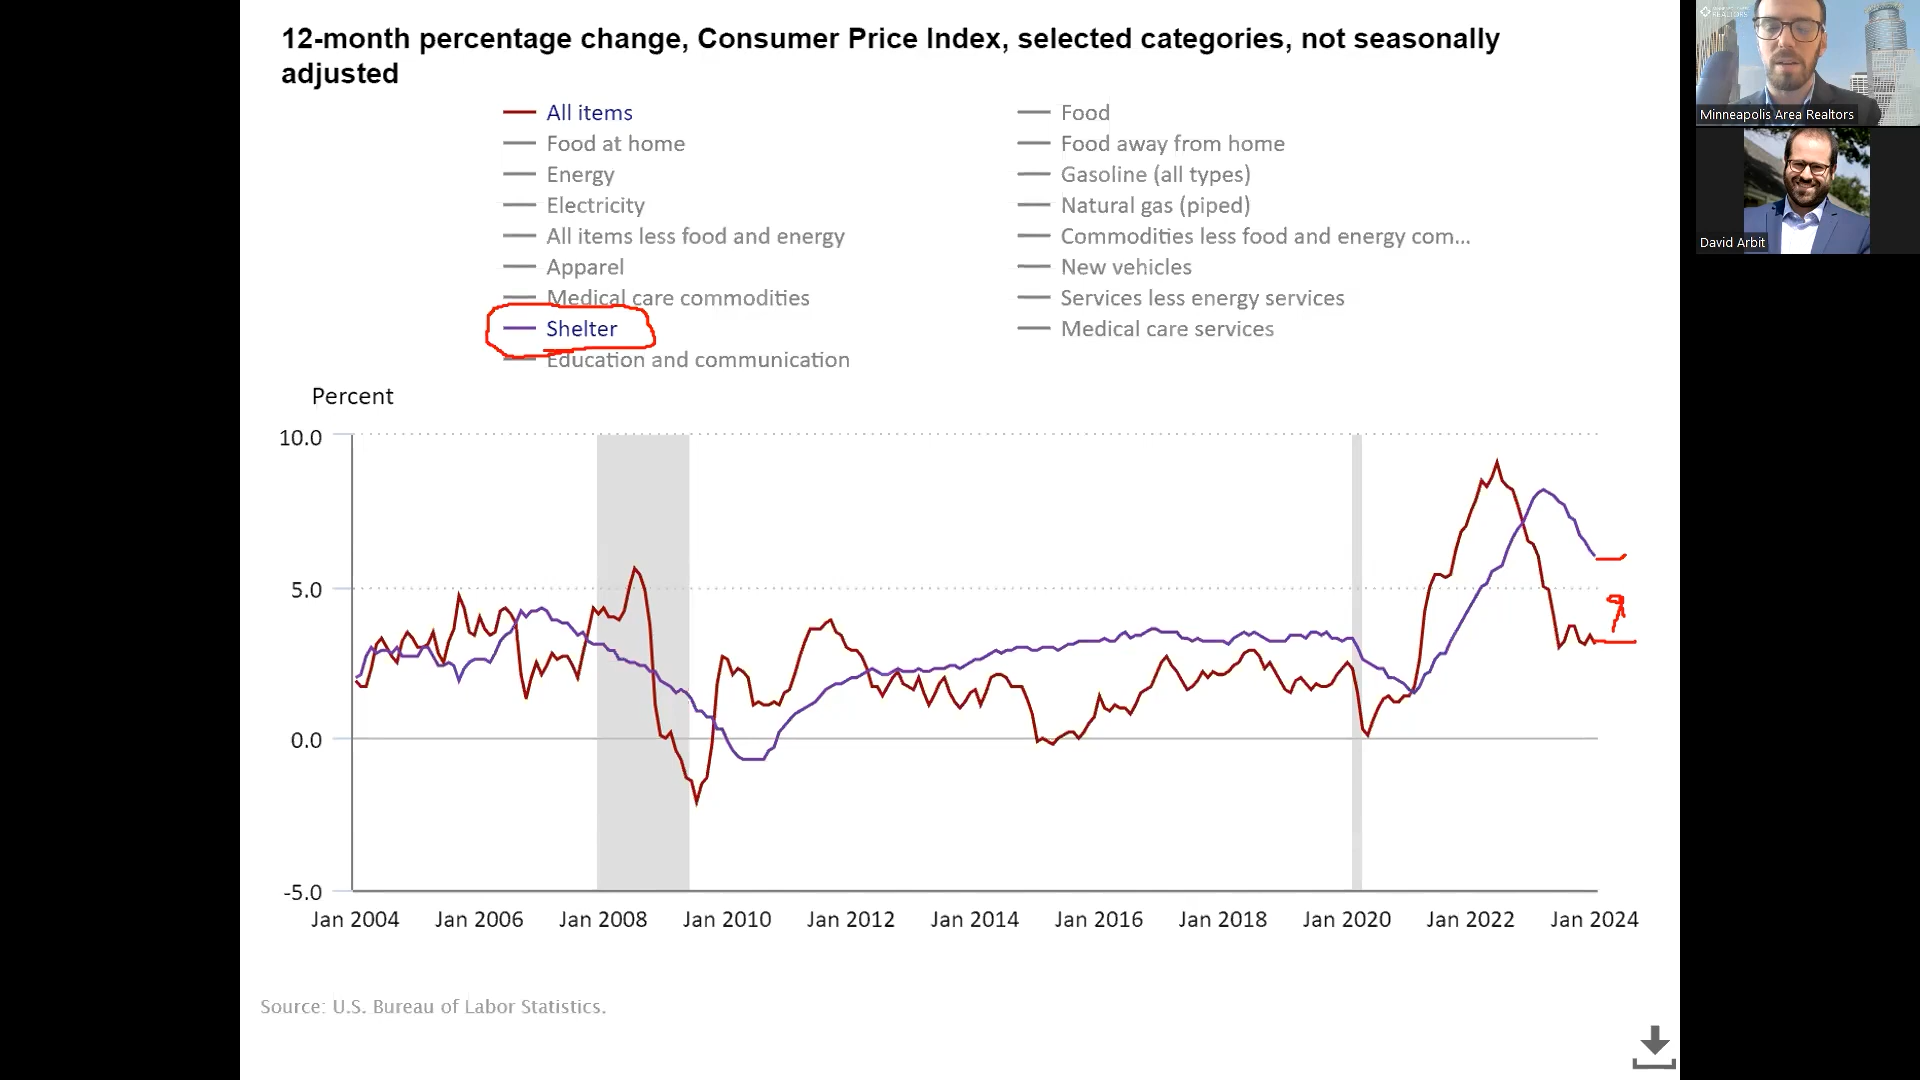 12-month percentage change, Consumer Price Index, selected categories, not seasonally
adjusted
All items
Food
Food at home
Food away from home
Energy
Gasoline (all types)
Electricity
Natural gas (piped)
All items less food and energy
Commodities less food and energy com...
Apparel
New vehicles
Medical care commodities
Services less energy services
Shelter
Medical care services
Education and communication
Percent
10.0
5.0
0.0
-5.0
Jan 2004 Jan 2006 Jan 2008 Jan 2010 Jan 2012 Jan 2014 Jan 2016 Jan 2018 Jan 2020 Jan 2022 Jan 2024
Source: U.S. Bureau of Labor Statistics.
REALTORS
Minneapolis Area Realtors
David Arbit